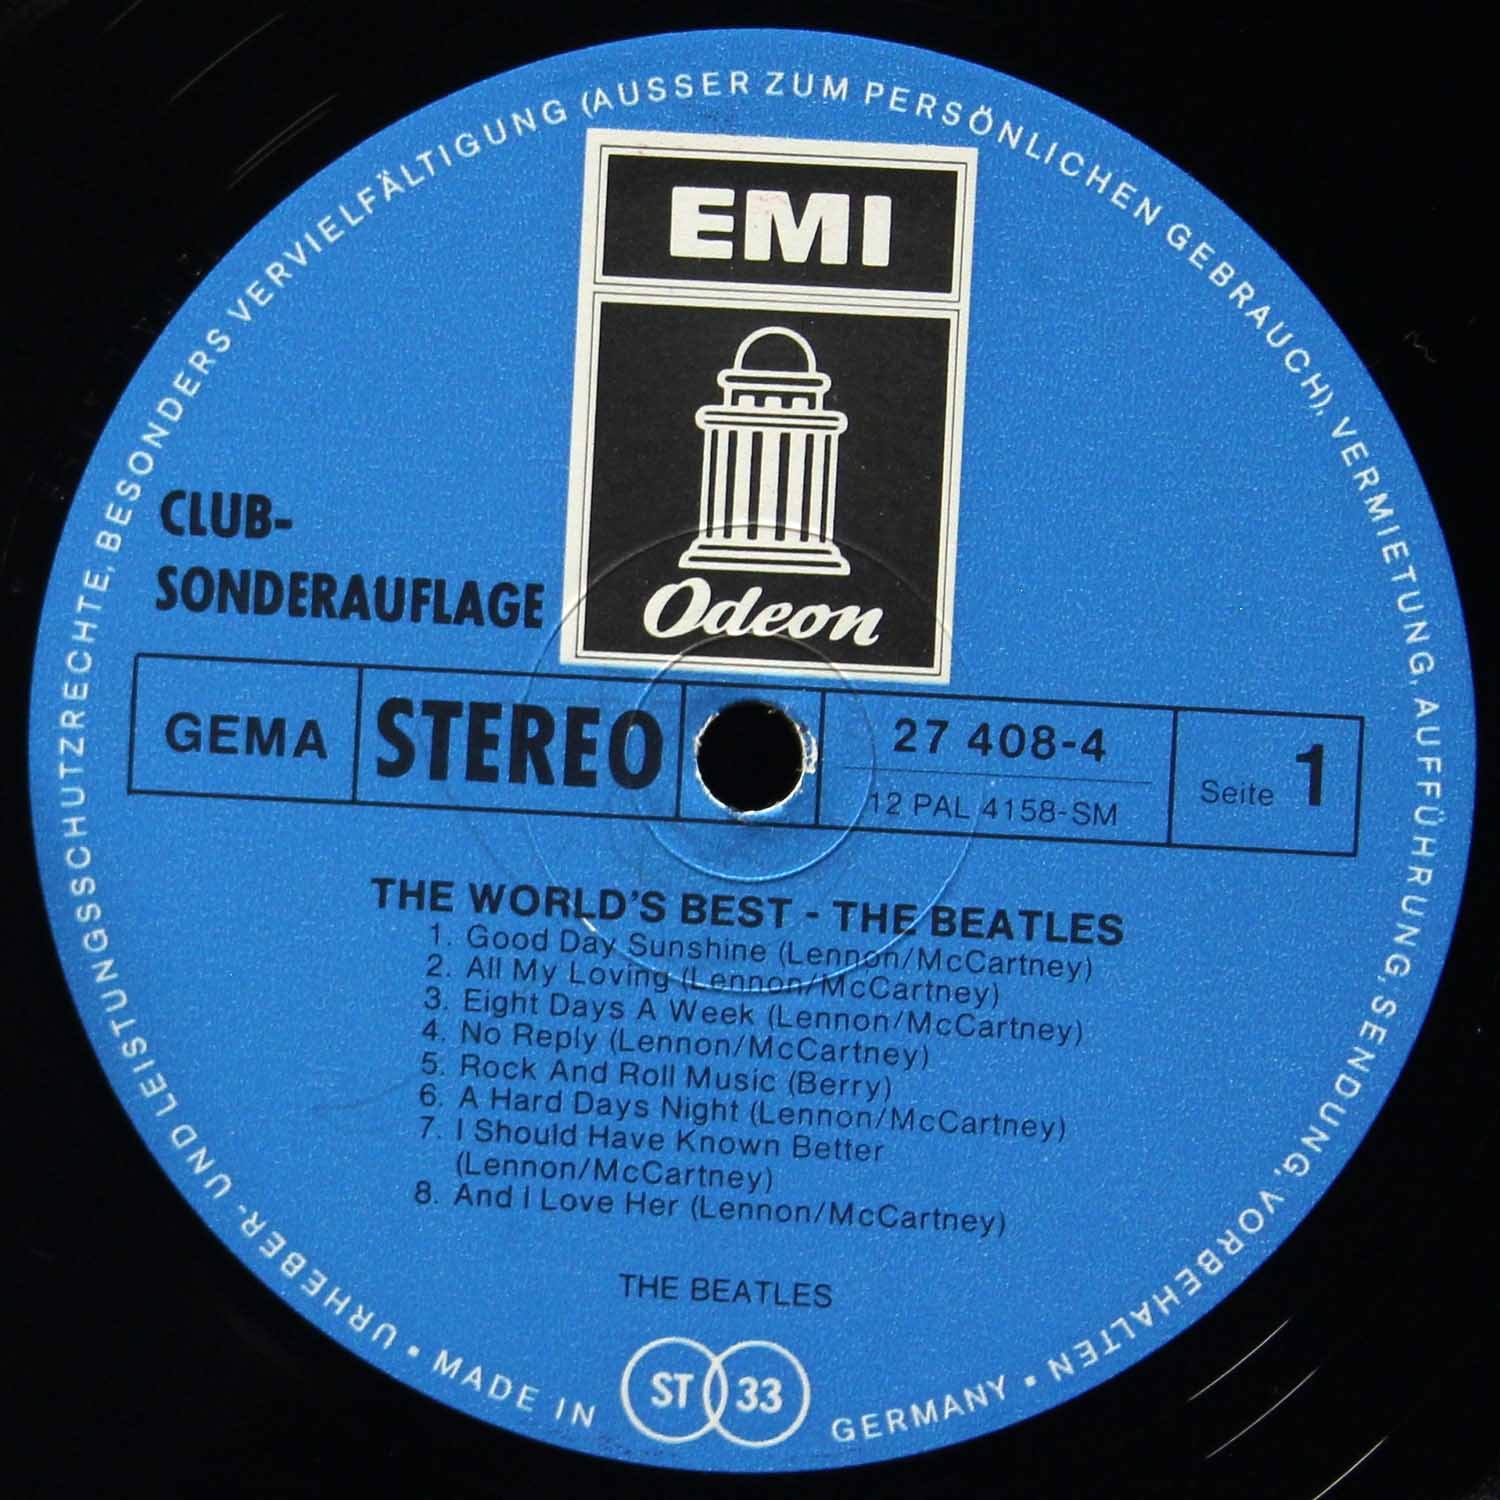 URHEBER- UND LEISTUNGSSCHUTZRECHTE, BESONDERS VERVIELFÄLTIGUNG (AUSSER ZUM PERSÖNLICHEN GEBRAUCH), VERMIETUNG, AUFFÜHRUNG, SENDUNG, VORBEHALTEN
EMI
Odeon
CLUB-
SONDERAUFLAGE
GEMA STEREO 27 408-4 Seite 1
12 PAL 4158-SM
THE WORLD'S BEST - THE BEATLES
1. Good Day Sunshine (Lennon/McCartney)
2. All My Loving (Lennon/McCartney)
3. Eight Days A Week (Lennon/McCartney)
4. No Reply (Lennon/McCartney)
5. Rock And Roll Music (Berry)
6. A Hard Days Night (Lennon/McCartney)
7. I Should Have Known Better
(Lennon/McCartney)
8. And I Love Her (Lennon/McCartney)
THE BEATLES
ST 33
▪ MADE IN GERMANY ▪